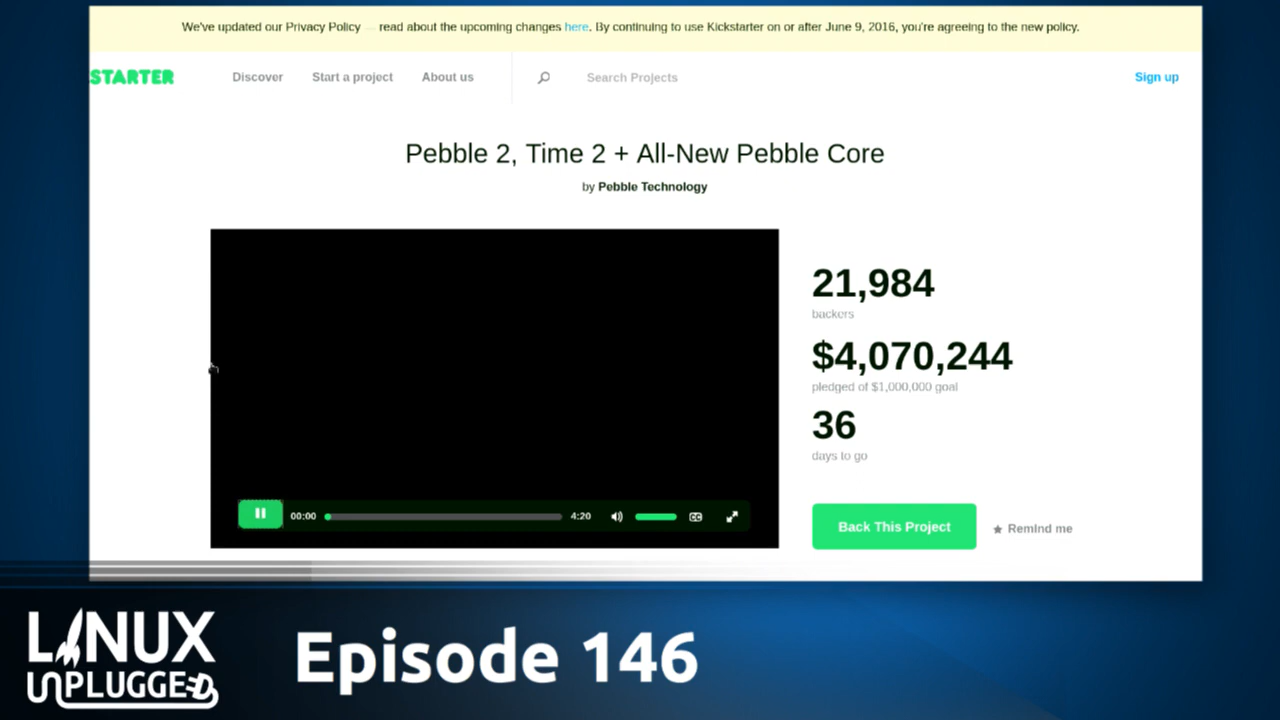 We've updated our Privacy Policy — read about the upcoming changes here. By continuing to use Kickstarter on or after June 9, 2016, you're agreeing to the new policy.
STARTER
Discover
Start a project
About us
Search Projects
Sign up
Pebble 2, Time 2 + All-New Pebble Core
by Pebble Technology
21,984
backers
$4,070,244
pledged of $1,000,000 goal
36
days to go
00:00
4:20
CC
Back This Project
Remind me
LINUX
UNPLUGGED
Episode 146